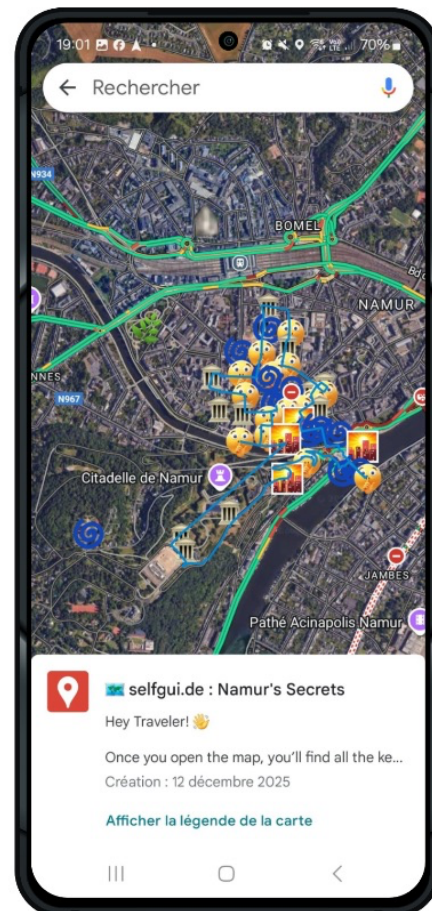 19:01
70%
Rechercher
N934
BOMEL
NAMUR
NNES
N967
Citadelle de Namur
JAMBES
Pathé Acinapolis Namur
selfgui.de : Namur's Secrets
Hey Traveler! 👋
Once you open the map, you’ll find all the ke...
Création : 12 décembre 2025
Afficher la légende de la carte